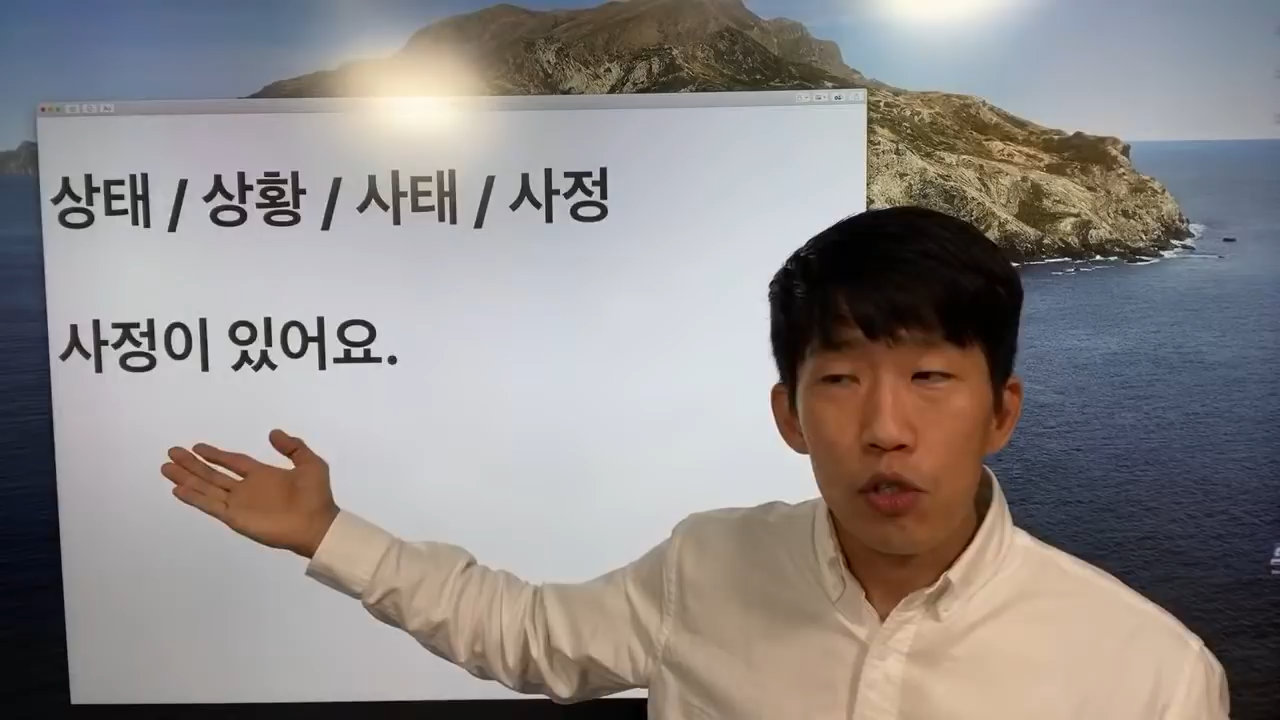 상태 / 상황 / 사태 / 사정
사정이 있어요.